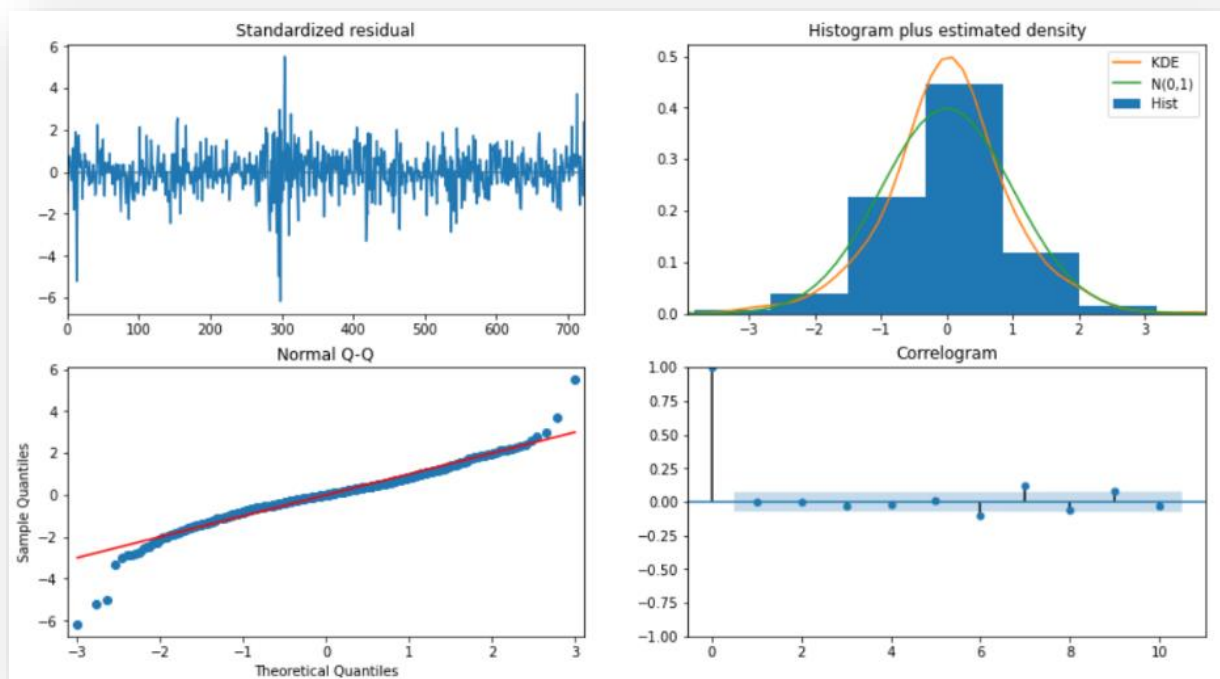 Standardized residual
6
4
2
0
−2
−4
−6
0 100 200 300 400 500 600 700
Histogram plus estimated density
KDE
N(0,1)
Hist
0.5
0.4
0.3
0.2
0.1
0.0
−3 −2 −1 0 1 2 3
Normal Q-Q
Sample Quantiles
6
4
2
0
−2
−4
−6
−3 −2 −1 0 1 2 3
Theoretical Quantiles
Correlogram
1.00
0.75
0.50
0.25
0.00
−0.25
−0.50
−0.75
−1.00
0 2 4 6 8 10